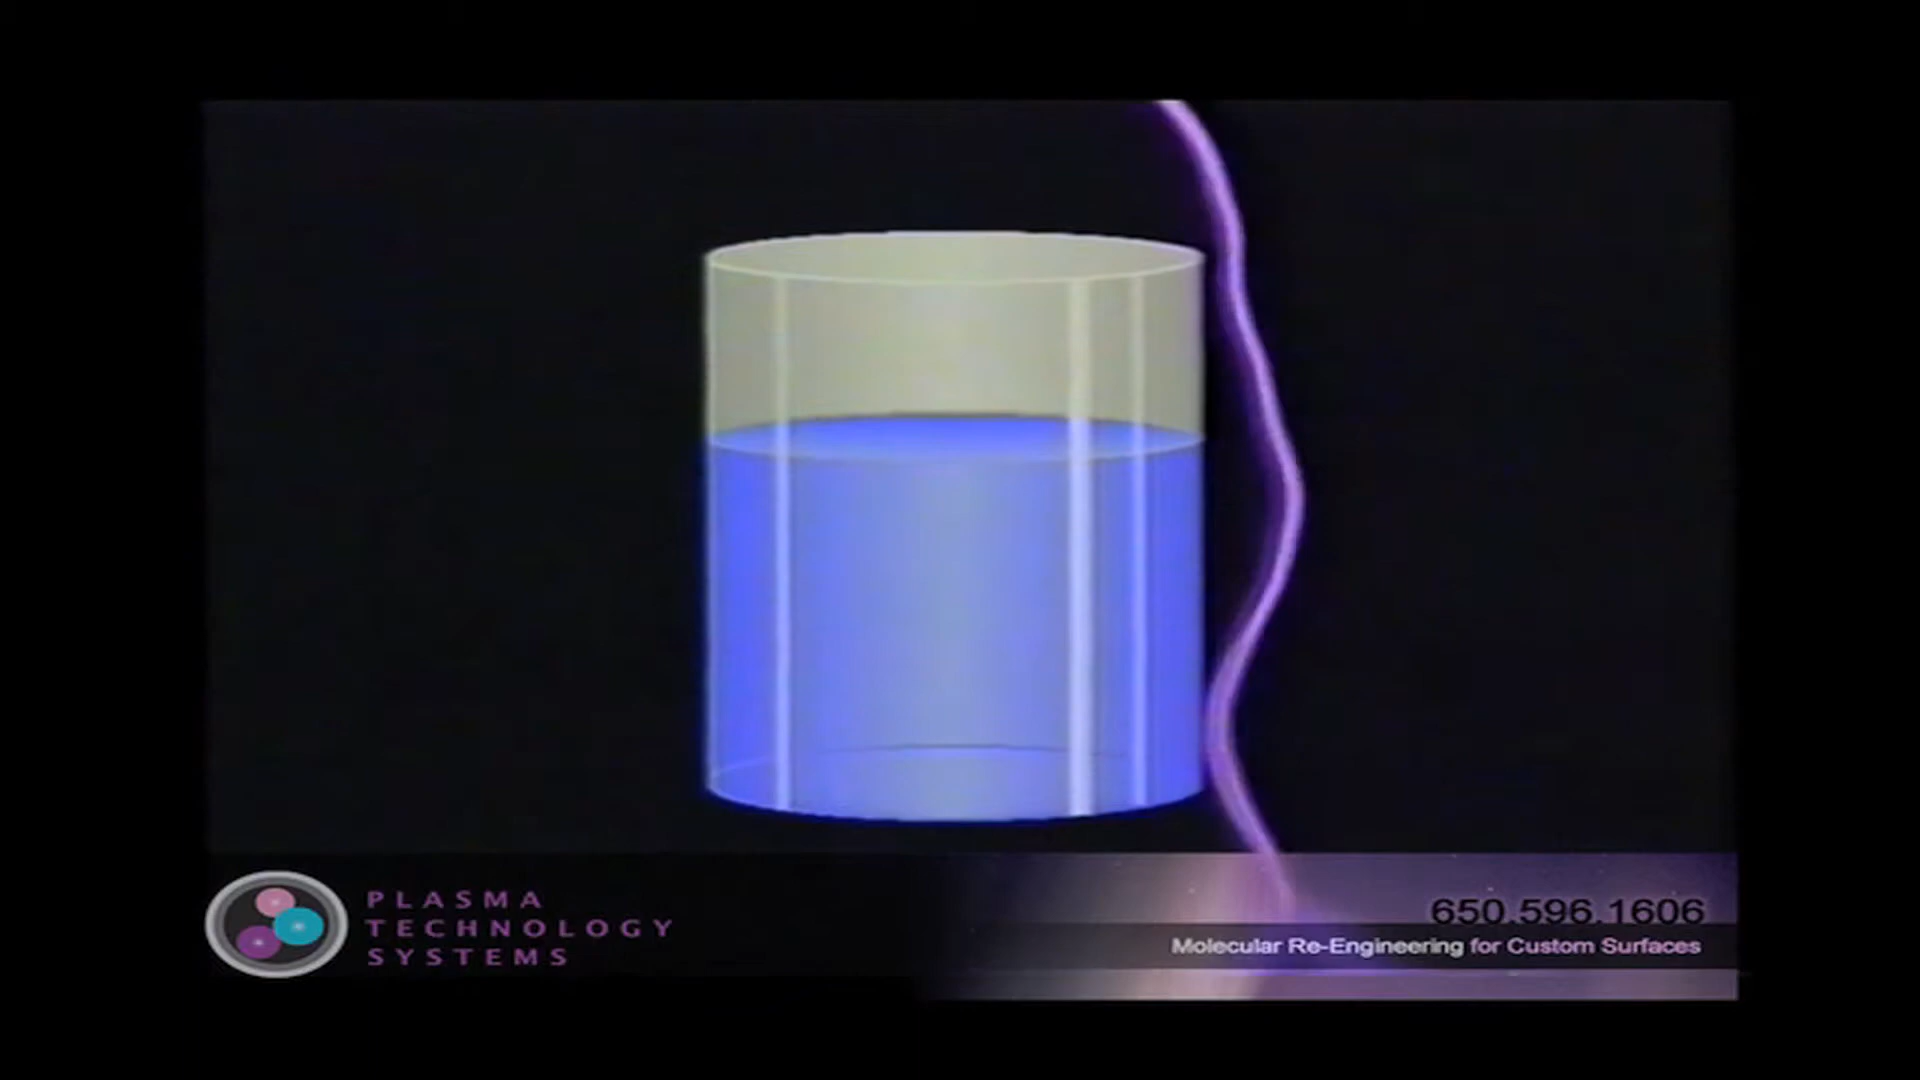 PLASMA
TECHNOLOGY
SYSTEMS
650.596.1606
Molecular Re-Engineering for Custom Surfaces